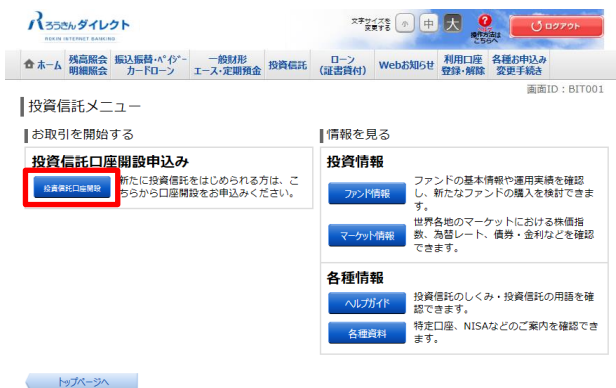 ろうきん ダイレクト
ROKIN INTERNET BANKING
文字サイズを
変更する
小 中 大
?
操作方法は
こちらへ
ログアウト
ホーム
残高照会
明細照会
振込振替・ペイジー
カードローン
一般財形
エース・定期預金
投資信託
ローン
(証書貸付)
Webお知らせ
利用口座
登録・解除
各種お申込み
変更手続き
画面ID：BIT001
投資信託メニュー
お取引を開始する
投資信託口座開設申込み
投資信託口座開設
新たに投資信託をはじめられる方は、こ
ちらから口座開設をお申込みください。
情報を見る
投資情報
ファンド情報
ファンドの基本情報や運用実績を確認
し、新たなファンドの購入を検討できま
す。
マーケット情報
世界各地のマーケットにおける株価指
数、為替レート、債券・金利などを確認
できます。
各種情報
ヘルプガイド
投資信託のしくみ・投資信託の用語を確
認できます。
各種資料
特定口座、NISAなどのご案内を確認でき
ます。
トップページへ